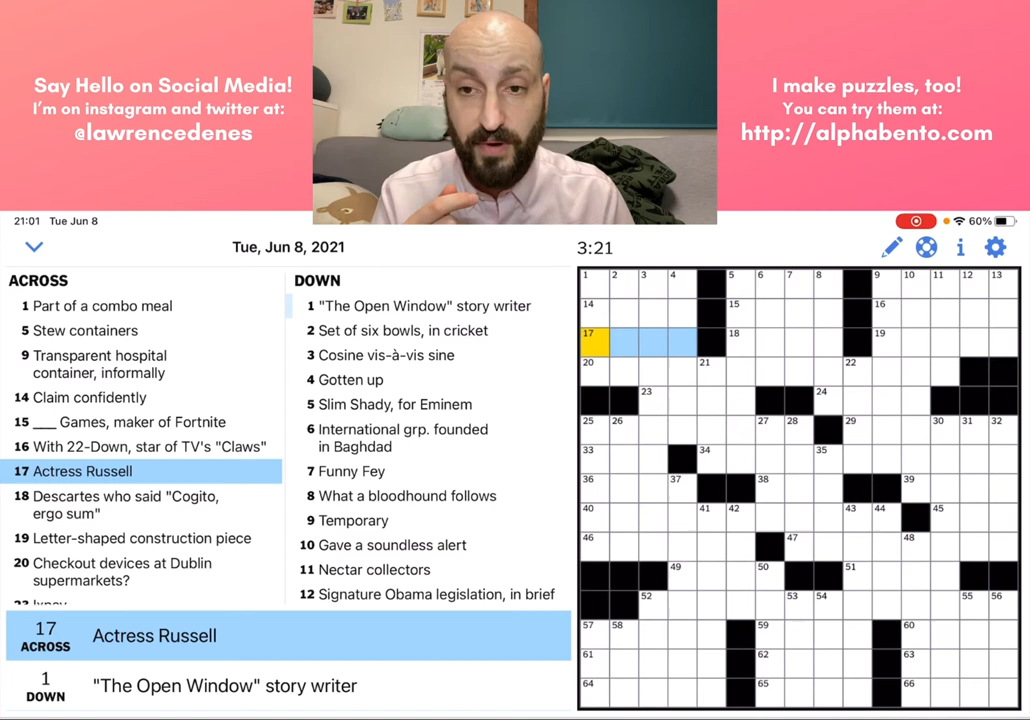 Say Hello on Social Media!
I'm on instagram and twitter at:
@lawrencedenes
I make puzzles, too!
You can try them at:
http://alphabento.com
21:01 Tue Jun 8
60%
Tue, Jun 8, 2021
3:21
ACROSS
1 Part of a combo meal
5 Stew containers
9 Transparent hospital
container, informally
14 Claim confidently
15 ___ Games, maker of Fortnite
16 With 22-Down, star of TV's "Claws"
17 Actress Russell
18 Descartes who said "Cogito,
ergo sum"
19 Letter-shaped construction piece
20 Checkout devices at Dublin
supermarkets?
DOWN
1 "The Open Window" story writer
2 Set of six bowls, in cricket
3 Cosine vis-à-vis sine
4 Gotten up
5 Slim Shady, for Eminem
6 International grp. founded
in Baghdad
7 Funny Fey
8 What a bloodhound follows
9 Temporary
10 Gave a soundless alert
11 Nectar collectors
12 Signature Obama legislation, in brief
17
ACROSS
Actress Russell
1
DOWN
"The Open Window" story writer
1 2 3 4 5 6 7 8 9 10 11 12 13
14 15 16
17 18 19
20 21 22
23 24
25 26 27 28 29 30 31 32
33 34 35
36 37 38 39
40 41 42 43 44 45
46 47 48
49 50 51
52 53 54 55 56
57 58 59 60
61 62 63
64 65 66